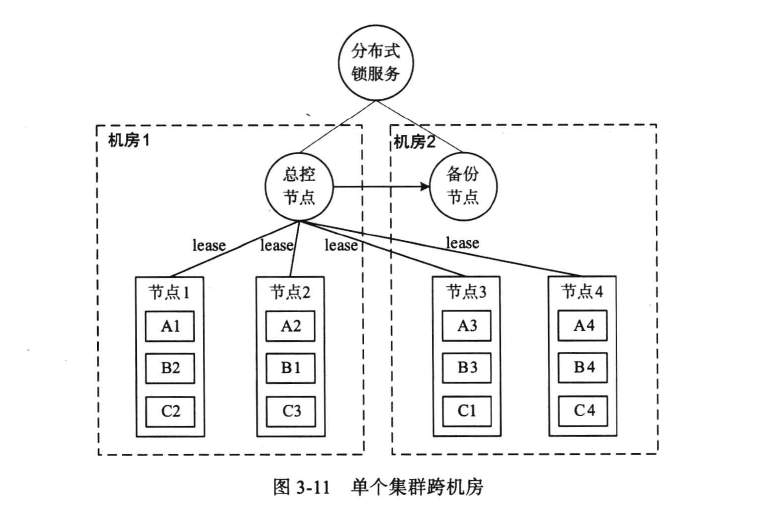 分布式
锁服务
机房1
机房2
总控
节点
备份
节点
lease
lease
lease
lease
节点1
节点2
节点3
节点4
A1
A2
A3
A4
B2
B1
B3
B4
C2
C3
C1
C4
图 3-11 单个集群跨机房